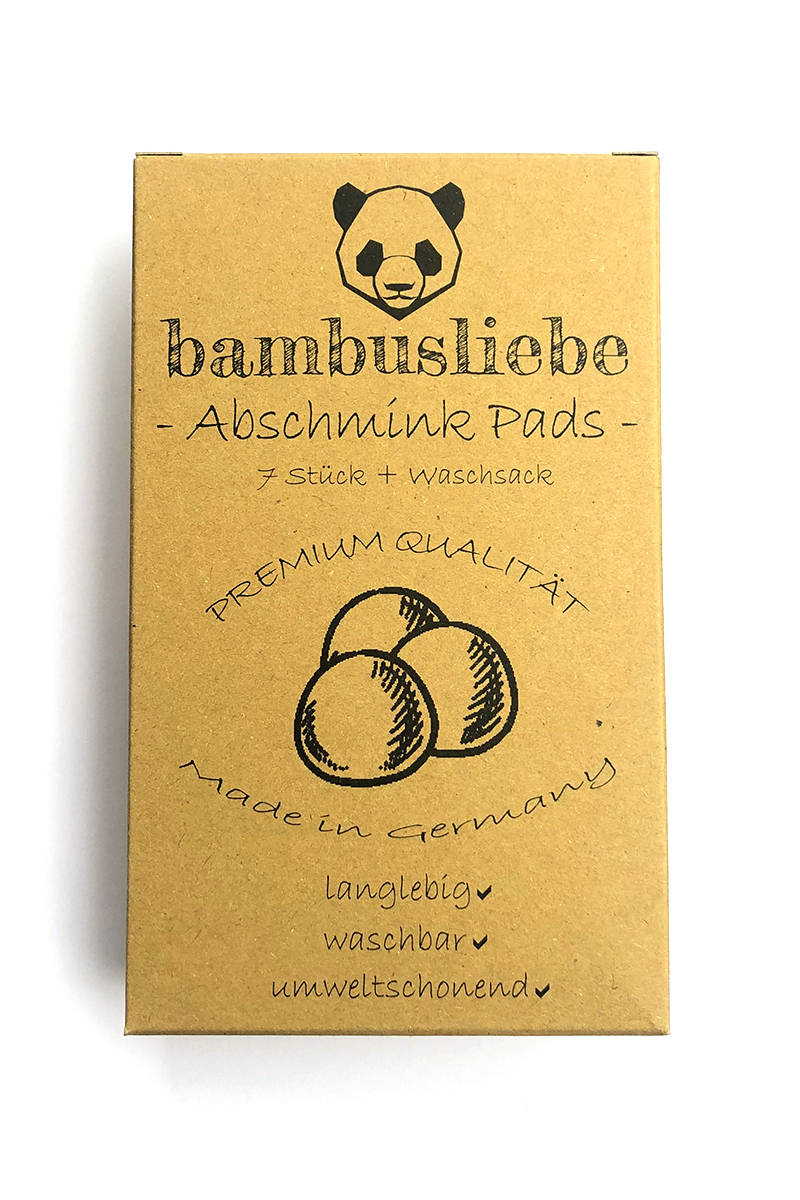 bambusliebe
- Abschmink Pads -
7 Stück + Waschsack
PREMIUM QUALITÄT
Made in Germany
langlebig✔
waschbar✔
umweltschonend✔